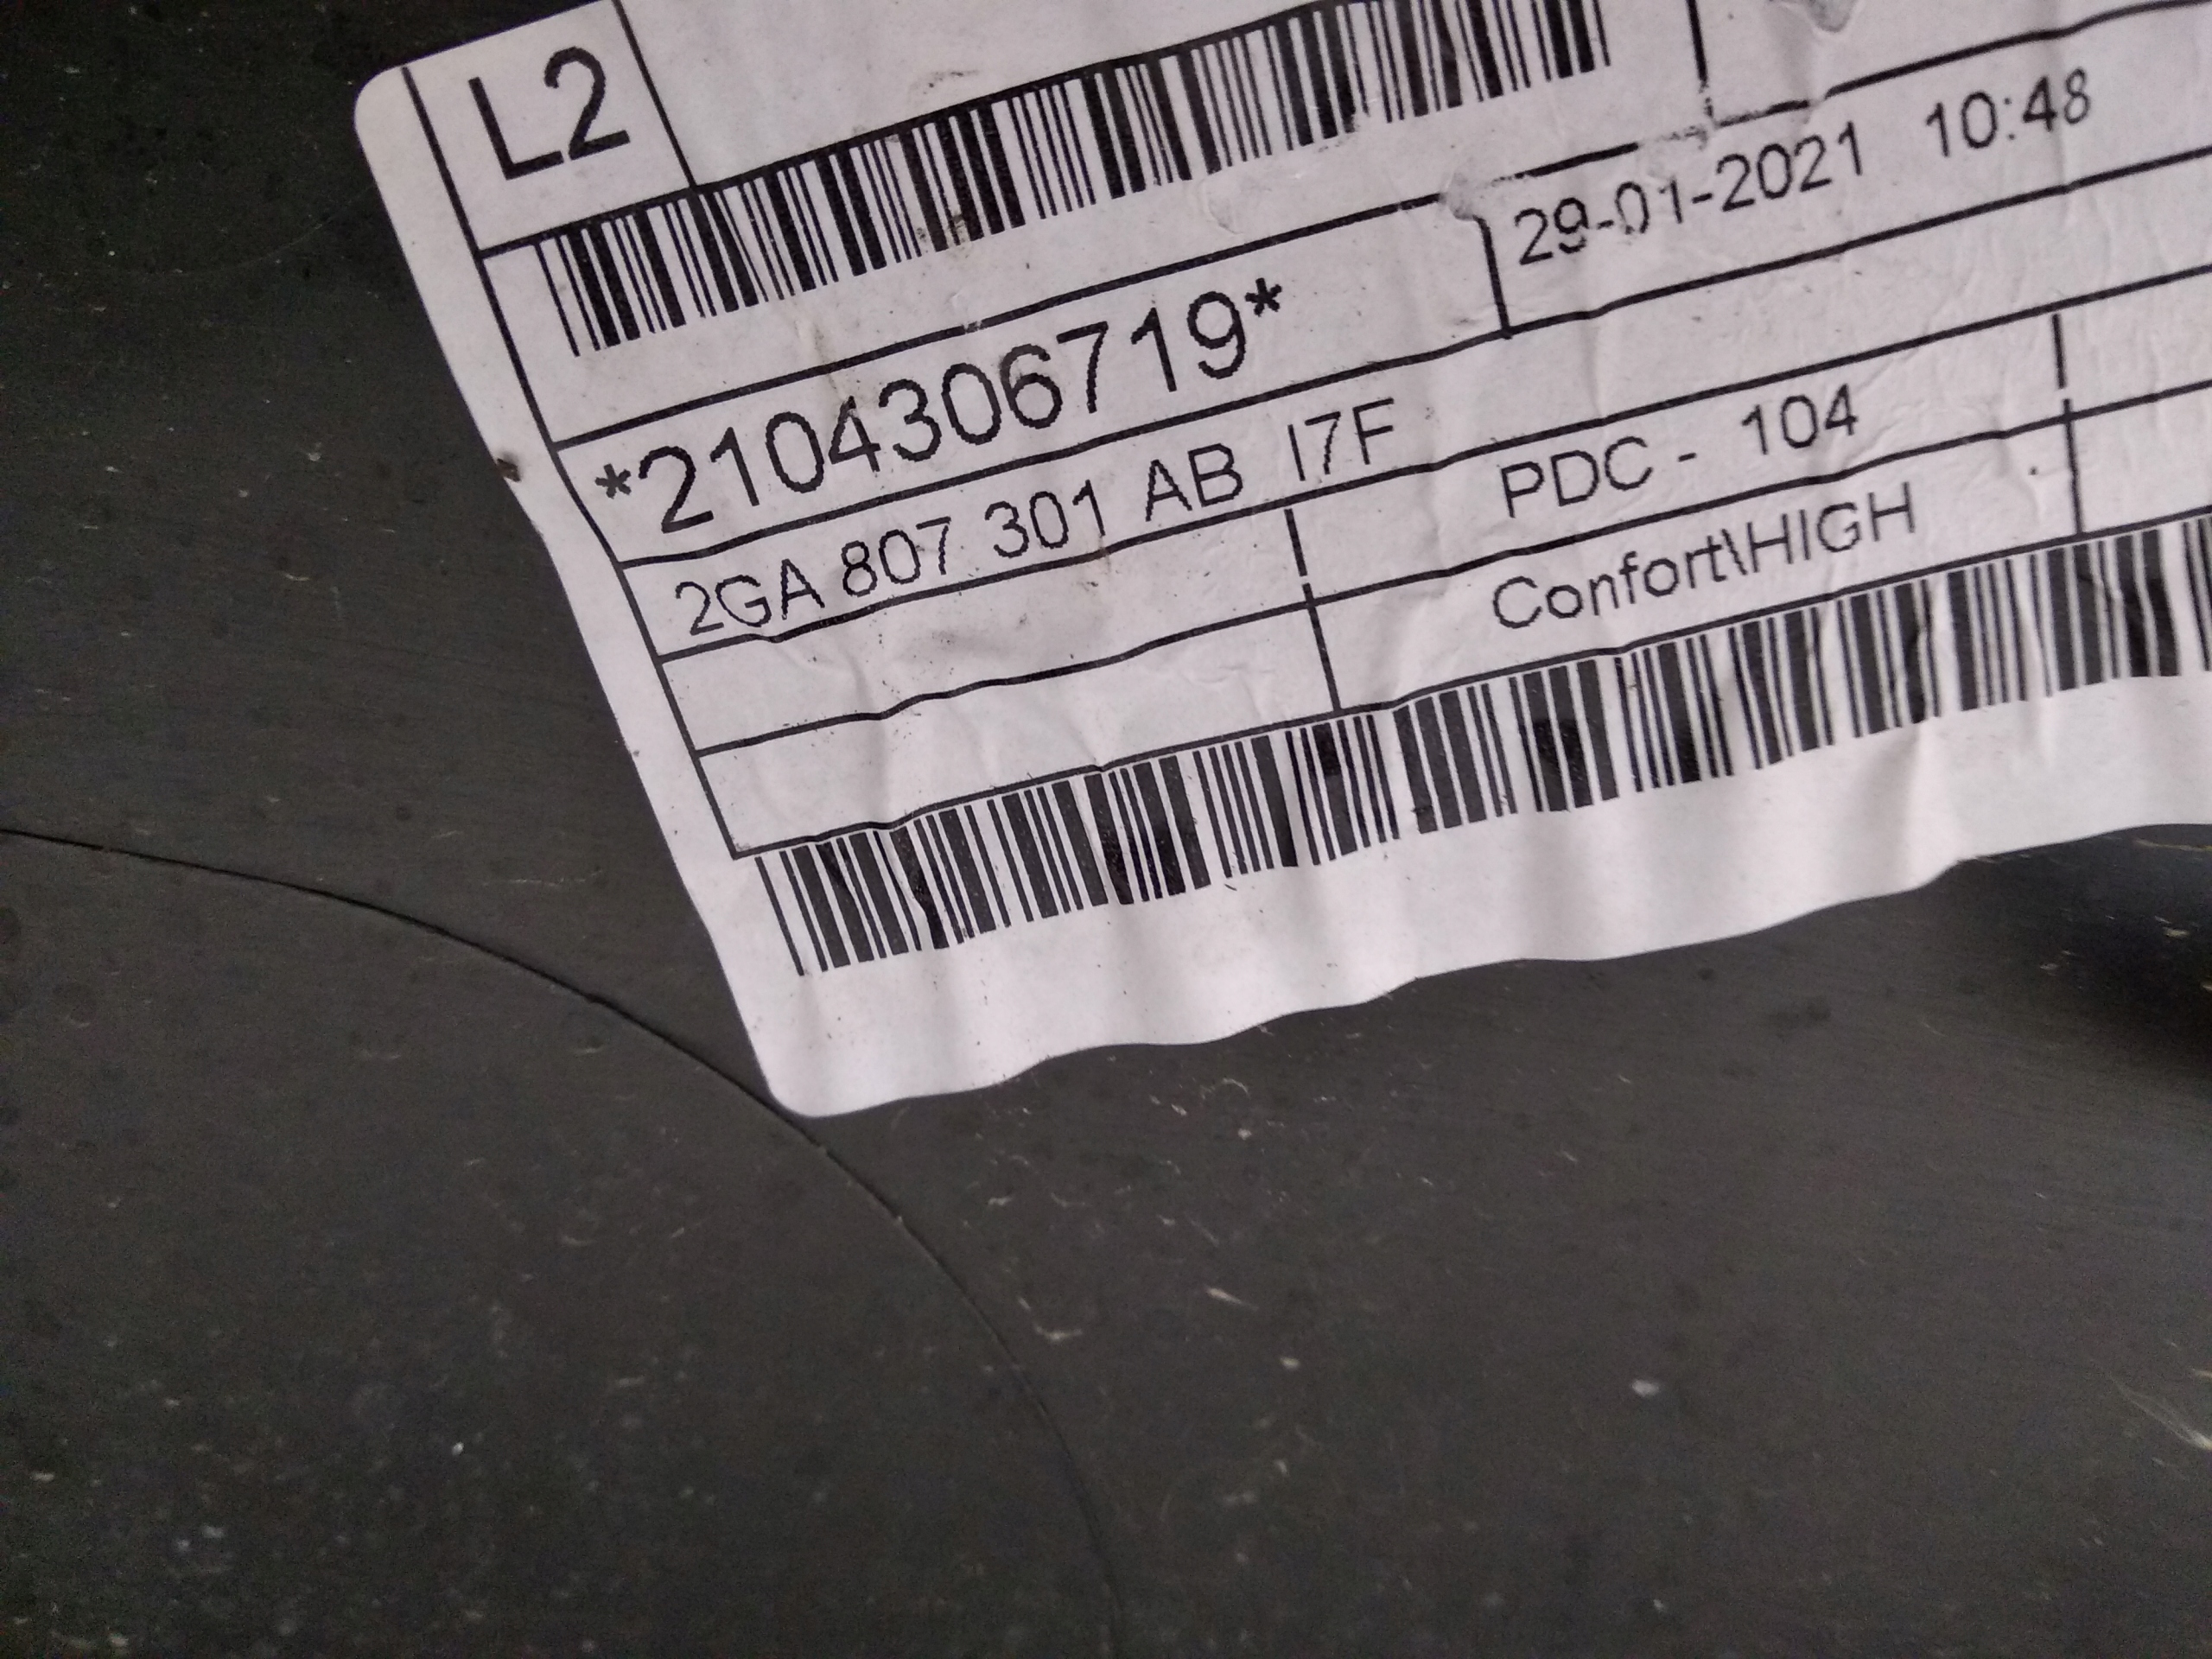 L2
29-01-2021 10:48
*2104306719*
2GA 807 301 AB I7F
PDC - 104
Confort\HIGH